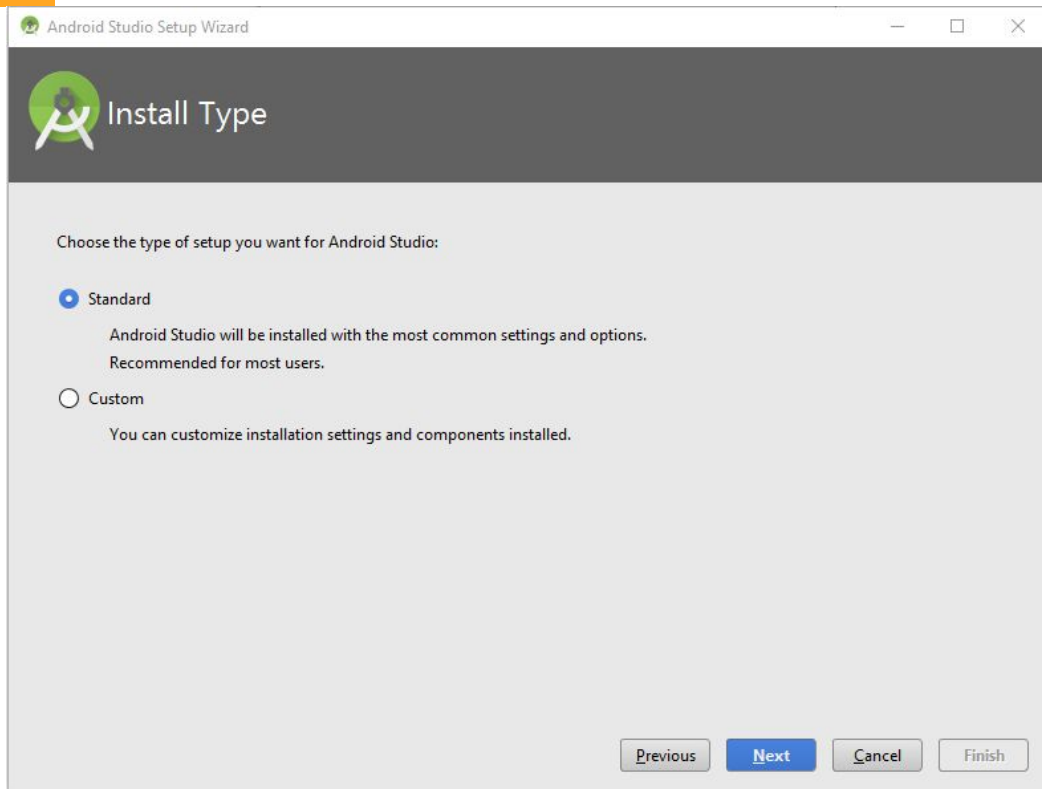 Android Studio Setup Wizard
Install Type
Choose the type of setup you want for Android Studio:
Standard
Android Studio will be installed with the most common settings and options.
Recommended for most users.
Custom
You can customize installation settings and components installed.
Previous Next Cancel Finish